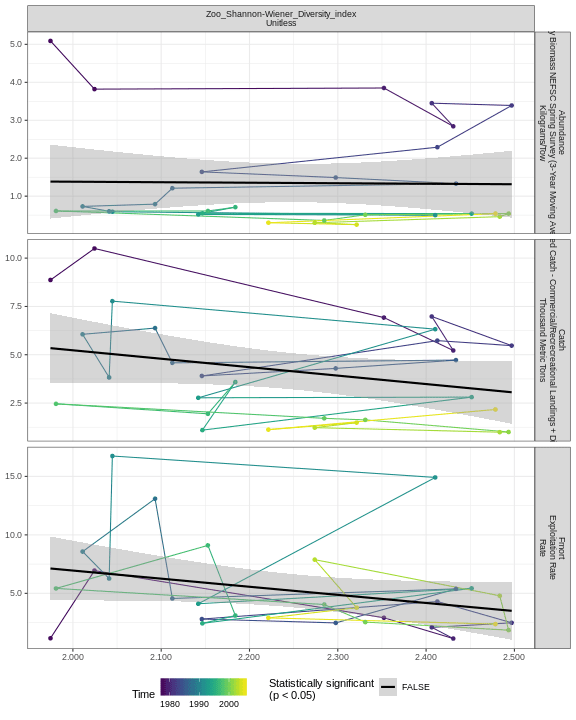 Zoo_Shannon-Wiener_Diversity_index
Unitless
5.0
4.0
3.0
2.0
1.0
Abundance
Biomass NEFSC Spring Survey (3-Year Moving
Kilograms/Tow
10.0
7.5
5.0
2.5
Catch
Catch - Commercial/Recreational Landings +
Thousand Metric Tons
15.0
10.0
5.0
Fmort
Exploitation Rate
Rate
2.000 2.100 2.200 2.300 2.400 2.500
Time
1980 1990 2000
Statistically significant
(p < 0.05)
FALSE